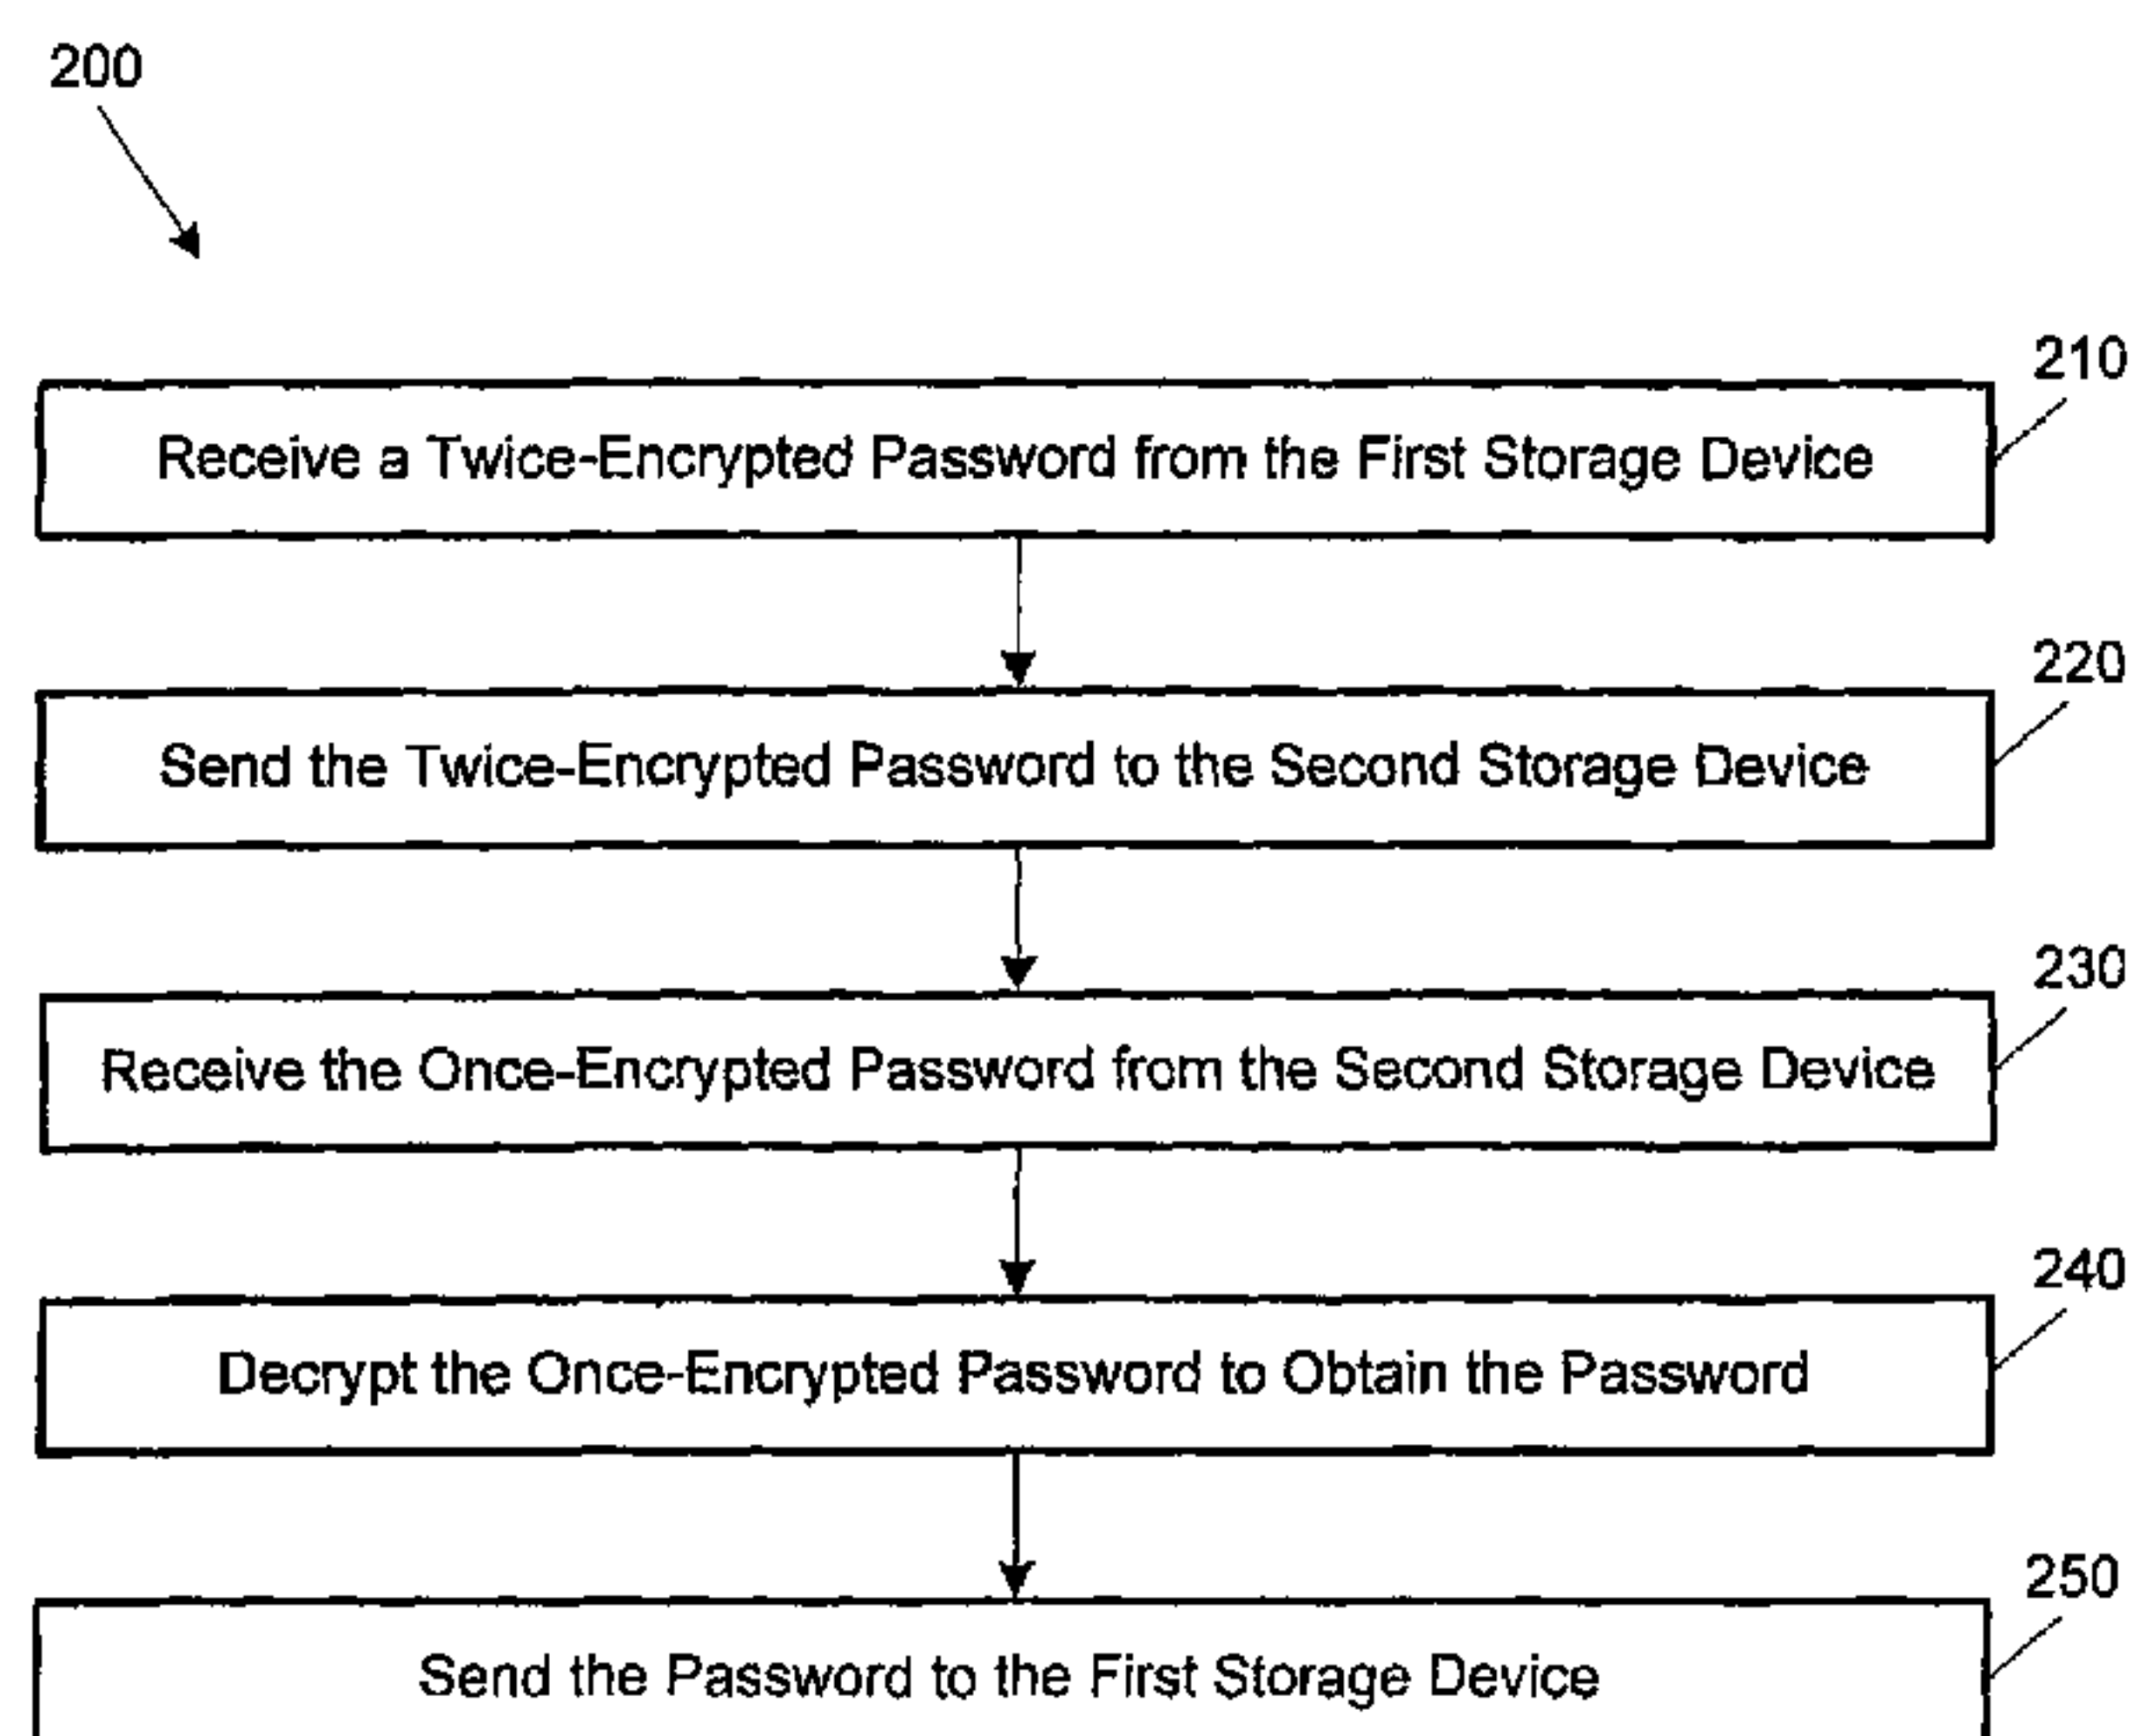 200
210
Receive a Twice-Encrypted Password from the First Storage Device
220
Send the Twice-Encrypted Password to the Second Storage Device
230
Receive the Once-Encrypted Password from the Second Storage Device
240
Decrypt the Once-Encrypted Password to Obtain the Password
250
Send the Password to the First Storage Device